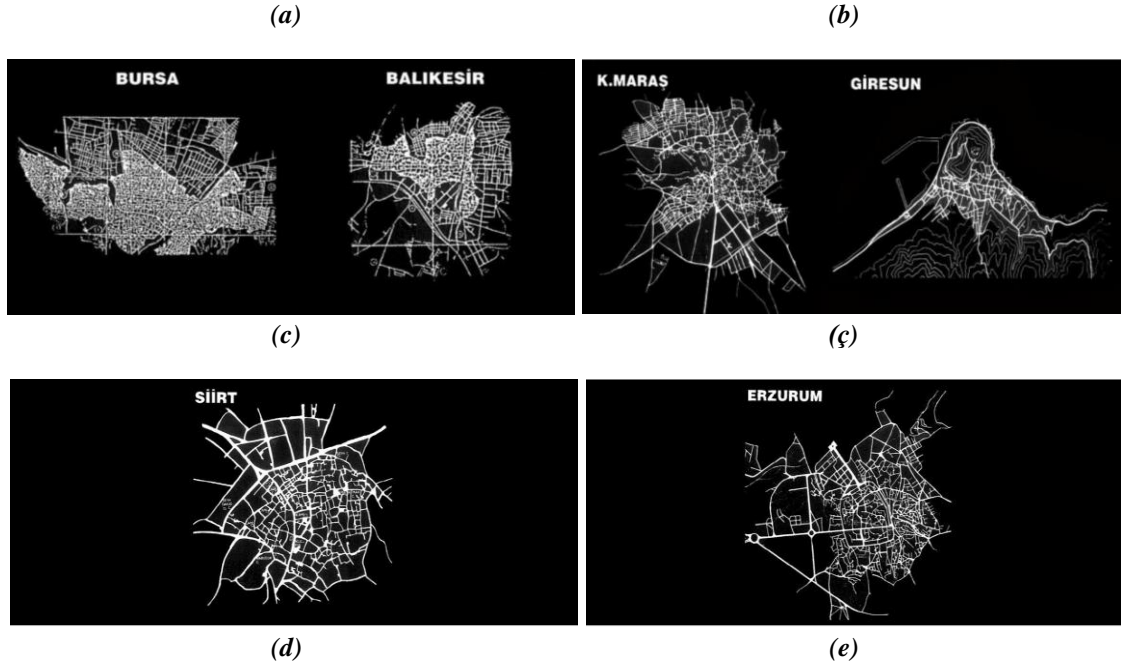 (a) (b)
BURSA BALIKESİR K.MARAŞ GİRESUN
(c) (ç)
SİİRT ERZURUM
(d) (e)